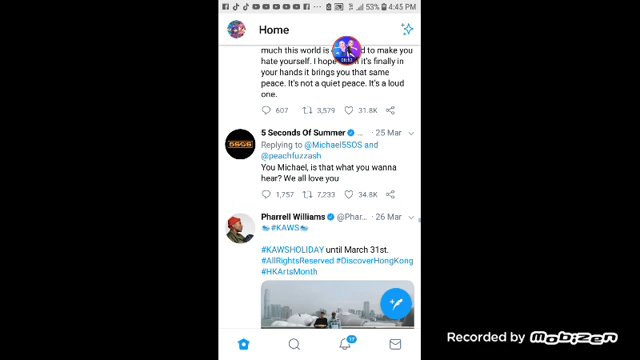 53% 4:45 PM
Home
much this world is to make you
hate yourself. I hope it's finally in
your hands it brings you that same
peace. It's not a quiet peace. It's a loud
one.
607 3,579 31.8K
5 Seconds Of Summer ... · 25 Mar
Replying to @Michael5SOS and
@peachfuzzash
You Michael, is that what you wanna
hear? We all love you
1,757 7,233 34.8K
Pharrell Williams @Phar... · 26 Mar
#KAWS
#KAWSHOLIDAY until March 31st.
#AllRightsReserved #DiscoverHongKong
#HKArtsMonth
17
Recorded by Mobizen